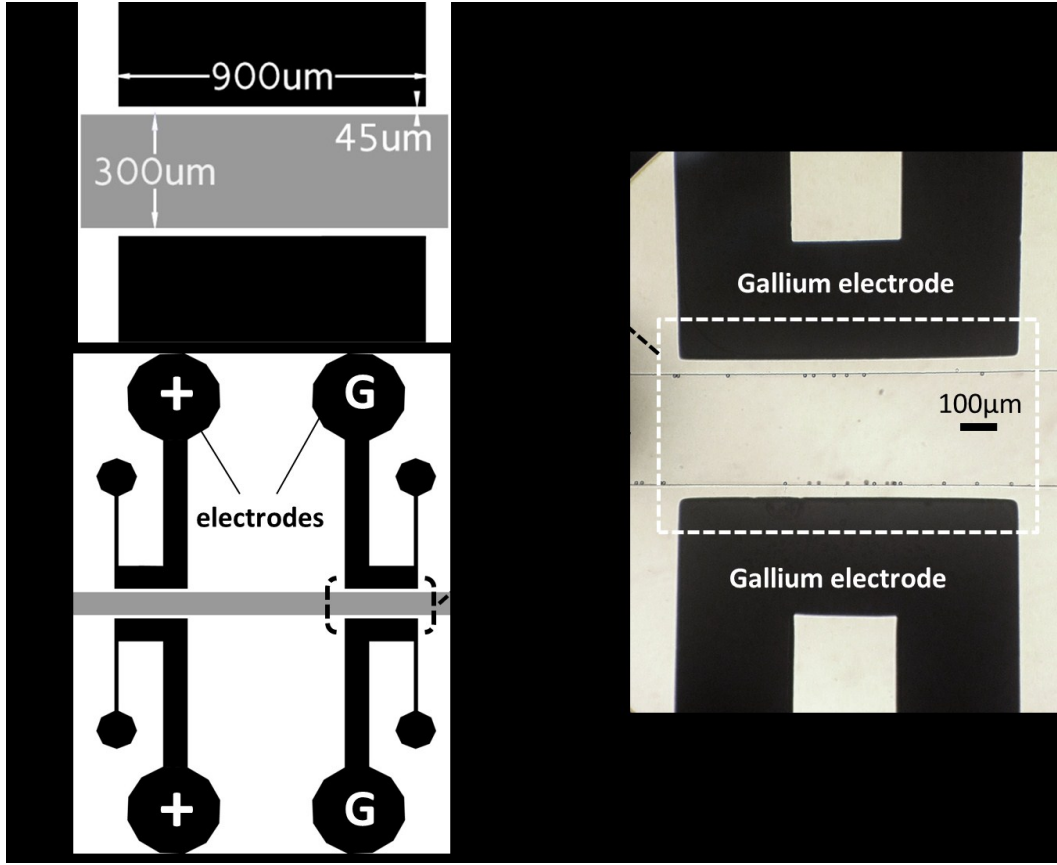 900um
45um
300um
+
G
electrodes
+
G
Gallium electrode
100μm
Gallium electrode